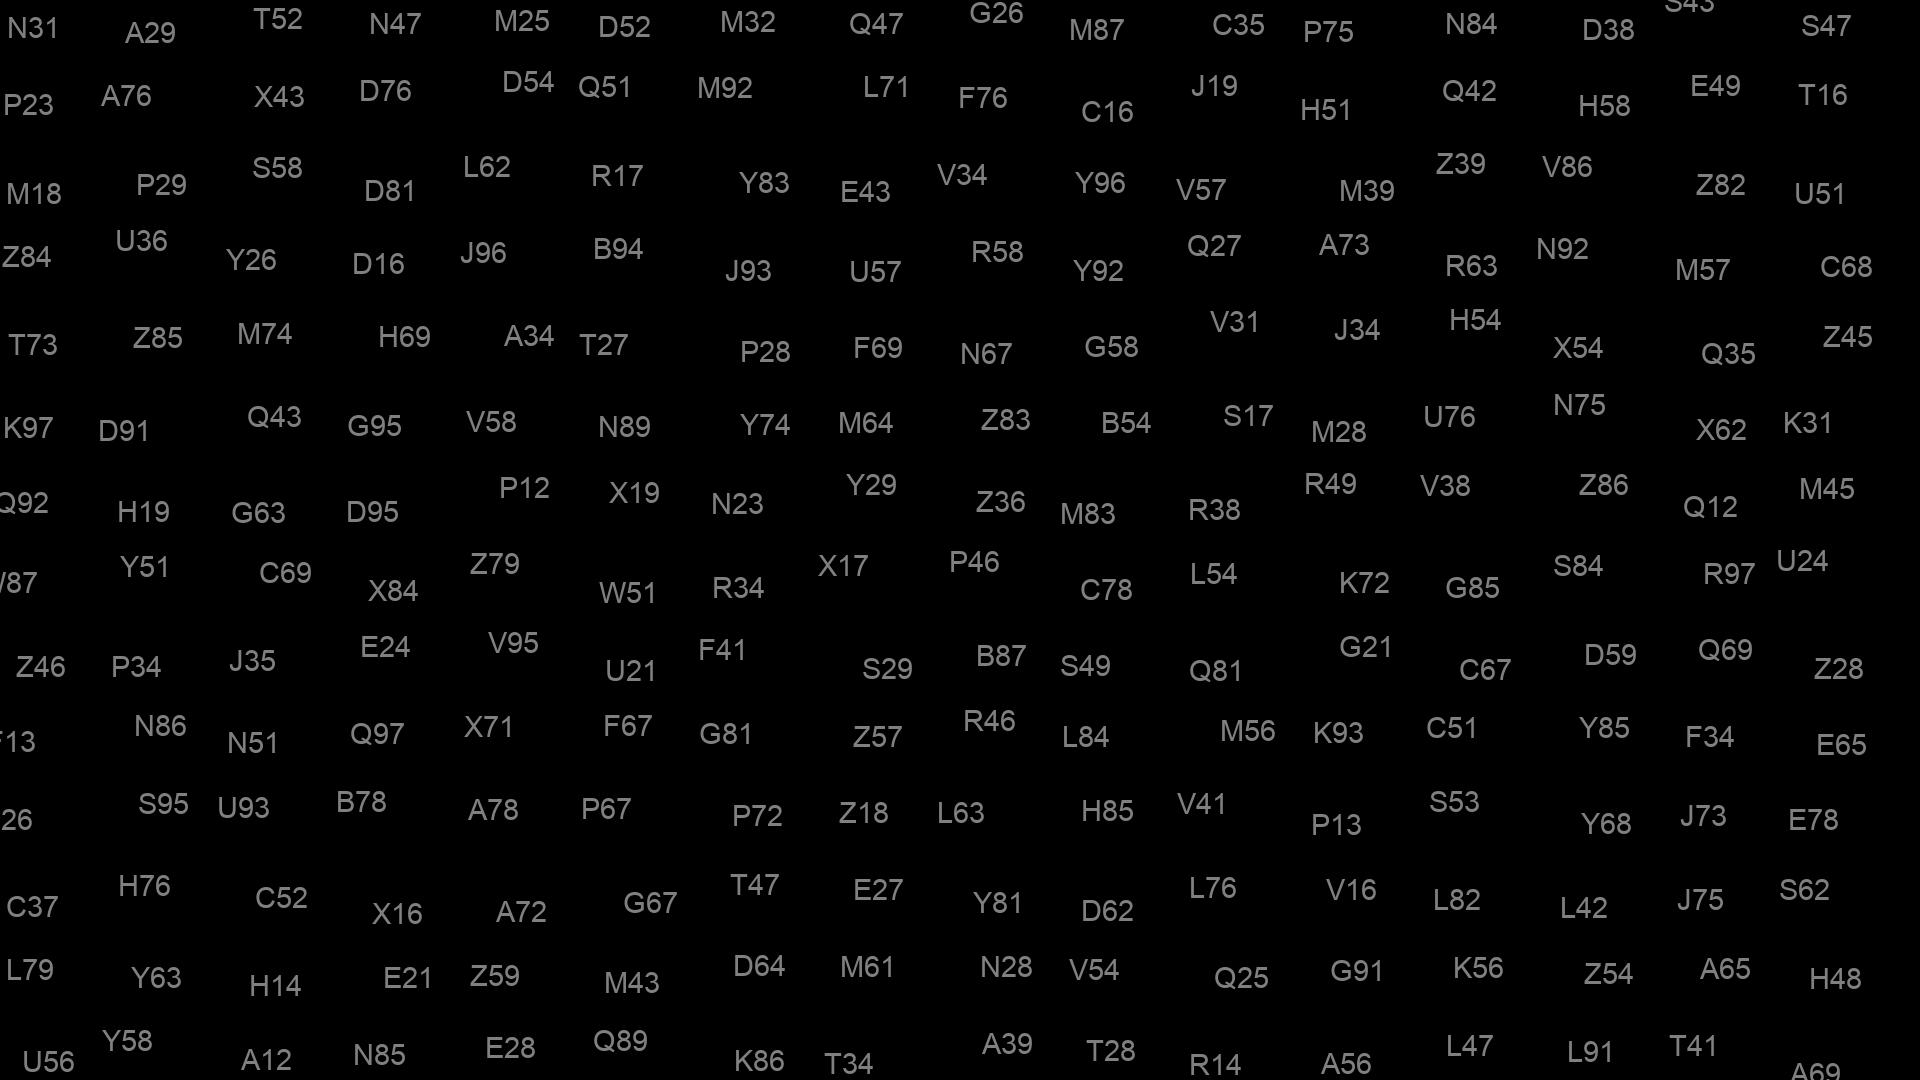 N31 A29 T52 N47 M25 D52 M32 Q47 G26 M87 C35 P75 N84 D38 S43 S47
P23 A76 X43 D76 D54 Q51 M92 L71 F76 C16 J19 H51 Q42 H58 E49 T16
M18 P29 S58 D81 L62 R17 Y83 E43 V34 Y96 V57 M39 Z39 V86 Z82 U51
Z84 U36 Y26 D16 J96 B94 J93 U57 R58 Y92 Q27 A73 R63 N92 M57 C68
T73 Z85 M74 H69 A34 T27 P28 F69 N67 G58 V31 J34 H54 X54 Q35 Z45
K97 D91 Q43 G95 V58 N89 Y74 M64 Z83 B54 S17 M28 U76 N75 X62 K31
Q92 H19 G63 D95 P12 X19 N23 Y29 Z36 M83 R38 R49 V38 Z86 Q12 M45
Y51 C69 X84 Z79 W51 R34 X17 P46 C78 L54 K72 G85 S84 R97 U24
Z46 P34 J35 E24 V95 U21 F41 S29 B87 S49 Q81 G21 C67 D59 Q69 Z28
N86 N51 Q97 X71 F67 G81 Z57 R46 L84 M56 K93 C51 Y85 F34 E65
26 S95 U93 B78 A78 P67 P72 Z18 L63 H85 V41 P13 S53 Y68 J73 E78
C37 H76 C52 X16 A72 G67 T47 E27 Y81 D62 L76 V16 L82 L42 J75 S62
L79 Y63 H14 E21 Z59 M43 D64 M61 N28 V54 Q25 G91 K56 Z54 A65 H48
U56 Y58 A12 N85 E28 Q89 K86 T34 A39 T28 R14 A56 L47 L91 T41 A69